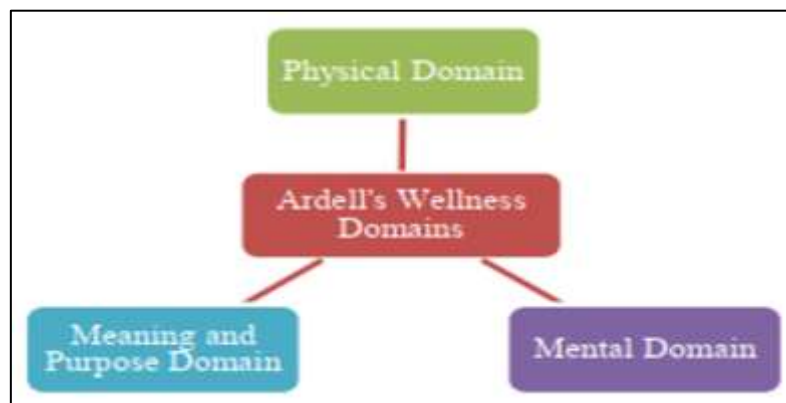 Physical Domain
Ardell's Wellness
Domains
Meaning and
Purpose Domain
Mental Domain